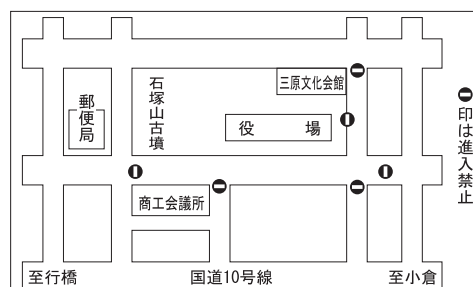 三原文化会館
郵便局
石塚山古墳
役場
商工会議所
至行橋
国道10号線
至小倉
印は進入禁止